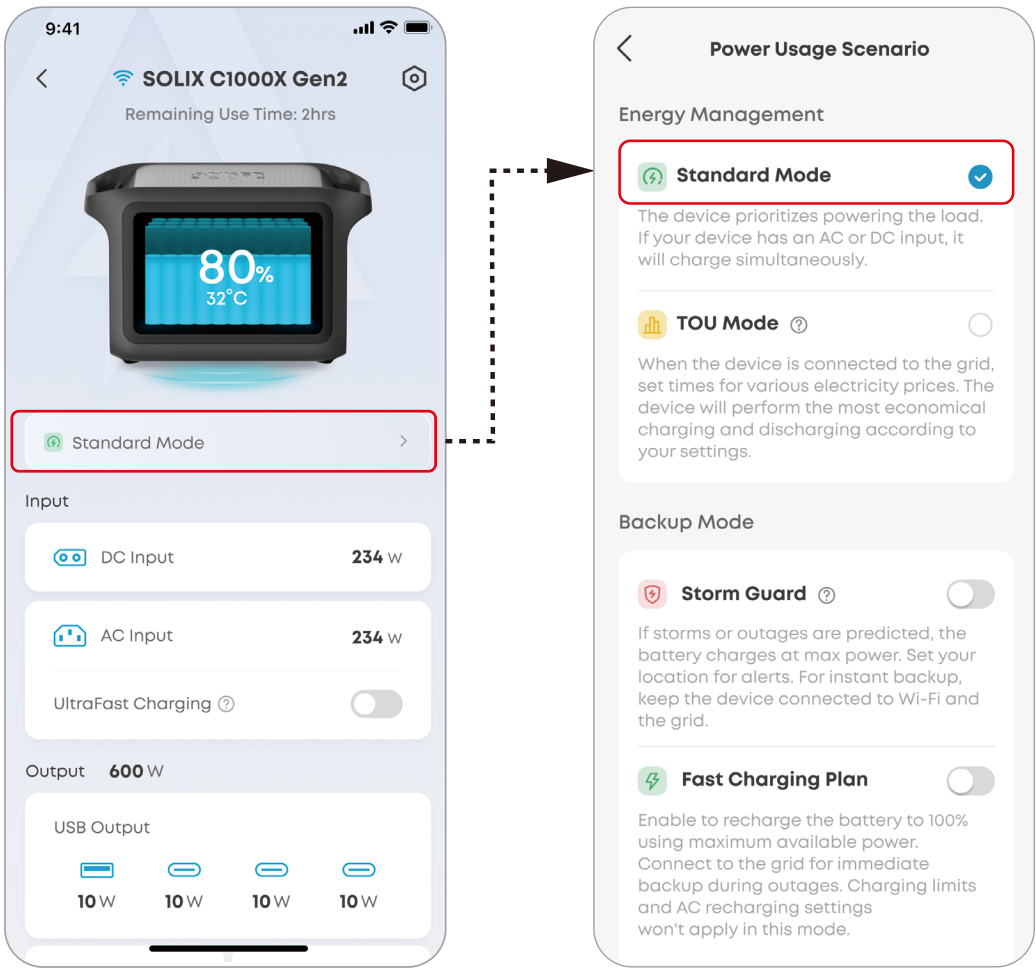 9:41
SOLIX C1000X Gen2
Remaining Use Time: 2hrs
80%
32°C
Standard Mode
Input
DC Input 234 W
AC Input 234 W
UltraFast Charging ?
Output 600 W
USB Output
10 W 10 W 10 W 10 W
Power Usage Scenario
Energy Management
Standard Mode
The device prioritizes powering the load.
If your device has an AC or DC input, it
will charge simultaneously.
TOU Mode ?
When the device is connected to the grid,
set times for various electricity prices. The
device will perform the most economical
charging and discharging according to
your settings.
Backup Mode
Storm Guard ?
If storms or outages are predicted, the
battery charges at max power. Set your
location for alerts. For instant backup,
keep the device connected to Wi-Fi and
the grid.
Fast Charging Plan
Enable to recharge the battery to 100%
using maximum available power.
Connect to the grid for immediate
backup during outages. Charging limits
and AC recharging settings
won't apply in this mode.